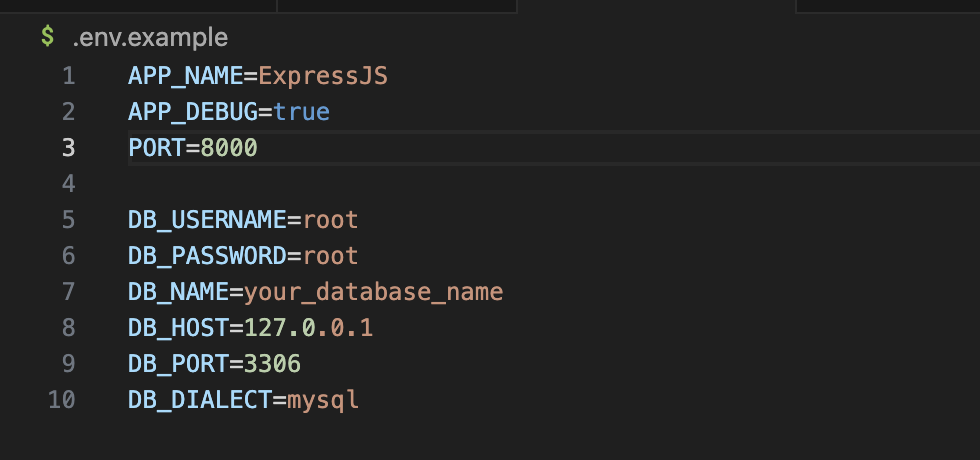 $ .env.example
1 APP_NAME=ExpressJS
2 APP_DEBUG=true
3 PORT=8000
4
5 DB_USERNAME=root
6 DB_PASSWORD=root
7 DB_NAME=your_database_name
8 DB_HOST=127.0.0.1
9 DB_PORT=3306
10 DB_DIALECT=mysql